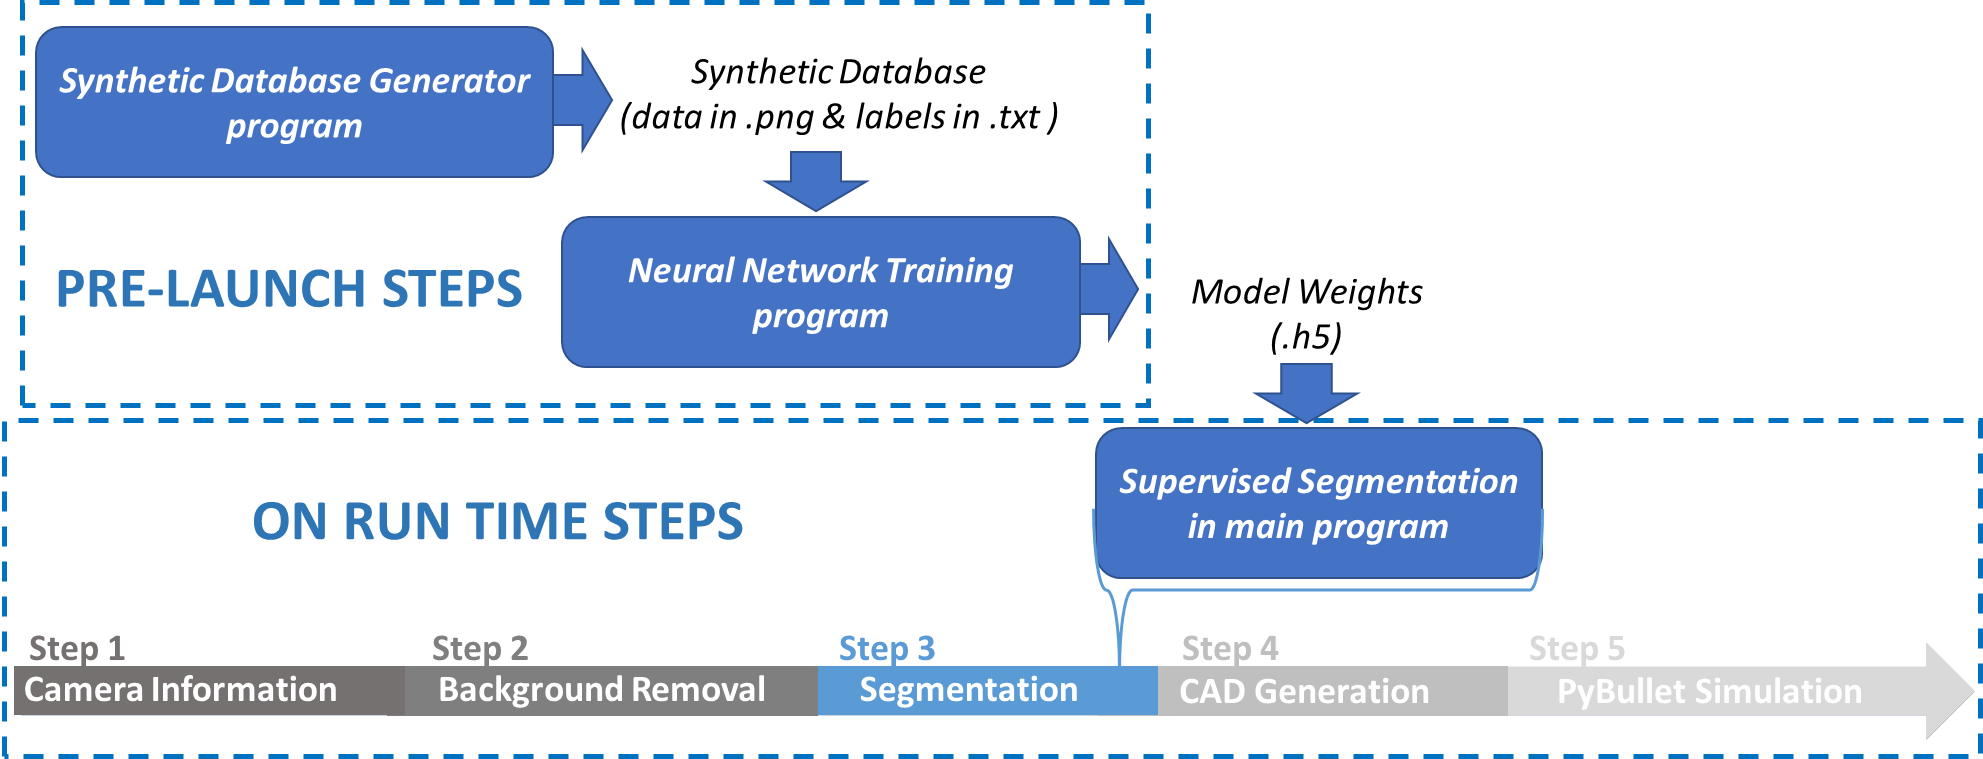 Synthetic Database Generator
program
Synthetic Database
(data in .png & labels in .txt )
PRE-LAUNCH STEPS
Neural Network Training
program
Model Weights
(.h5)
ON RUN TIME STEPS
Supervised Segmentation
in main program
Step 1
Camera Information
Step 2
Background Removal
Step 3
Segmentation
Step 4
CAD Generation
Step 5
PyBullet Simulation